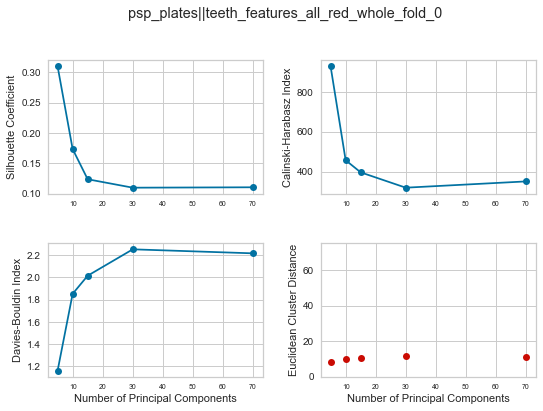 psp_plates||teeth_features_all_red_whole_fold_0
Silhouette Coefficient
0.30
0.25
0.20
0.15
0.10
10 20 30 40 50 60 70
Calinski-Harabasz Index
800
600
400
10 20 30 40 50 60 70
Davies-Bouldin Index
2.2
2.0
1.8
1.6
1.4
1.2
10 20 30 40 50 60 70
Number of Principal Components
Euclidean Cluster Distance
60
40
20
0
10 20 30 40 50 60 70
Number of Principal Components